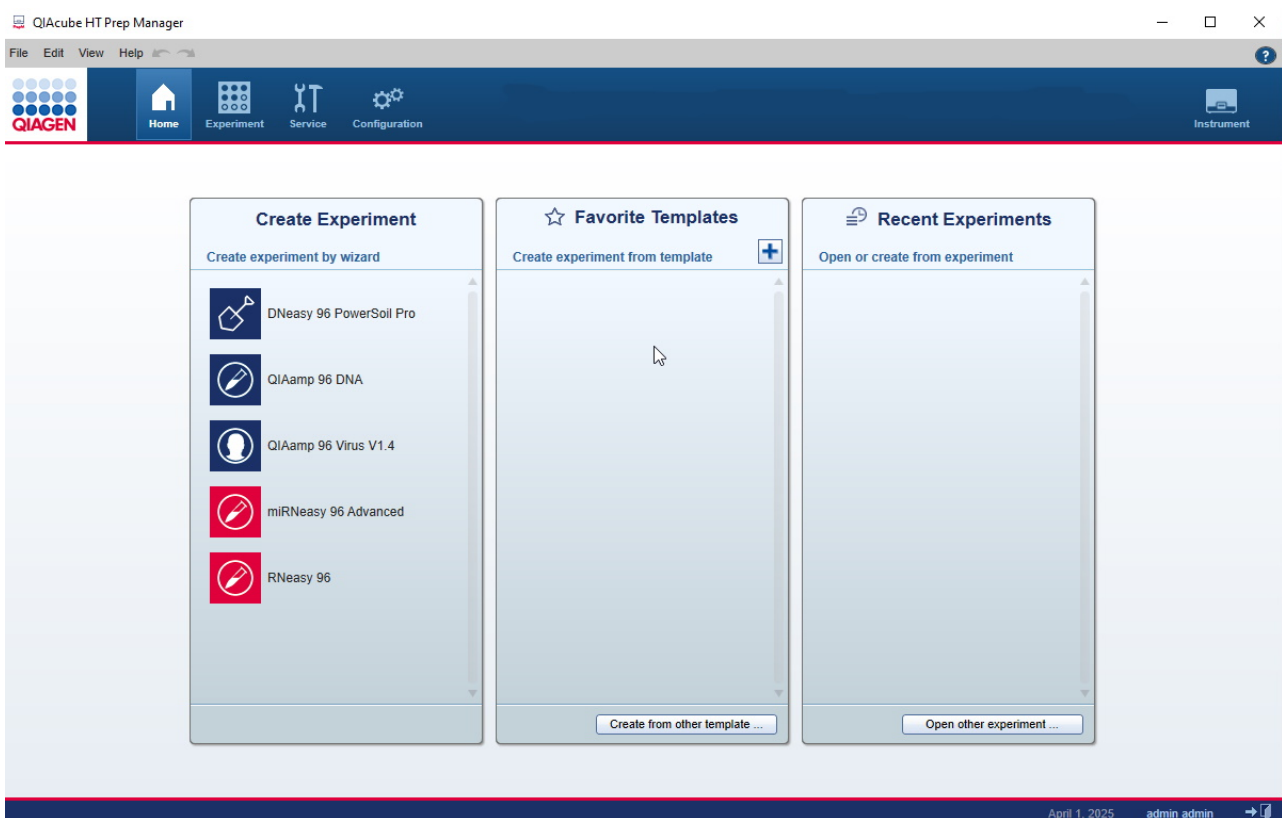 QIAcube HT Prep Manager
File Edit View Help
?
QIAGEN
Home Experiment Service Configuration Instrument
Create Experiment
Create experiment by wizard
DNeasy 96 PowerSoil Pro
QIAamp 96 DNA
QIAamp 96 Virus V1.4
miRNeasy 96 Advanced
RNeasy 96
Favorite Templates
Create experiment from template
Create from other template ...
Recent Experiments
Open or create from experiment
Open other experiment ...
April 1, 2025 admin admin